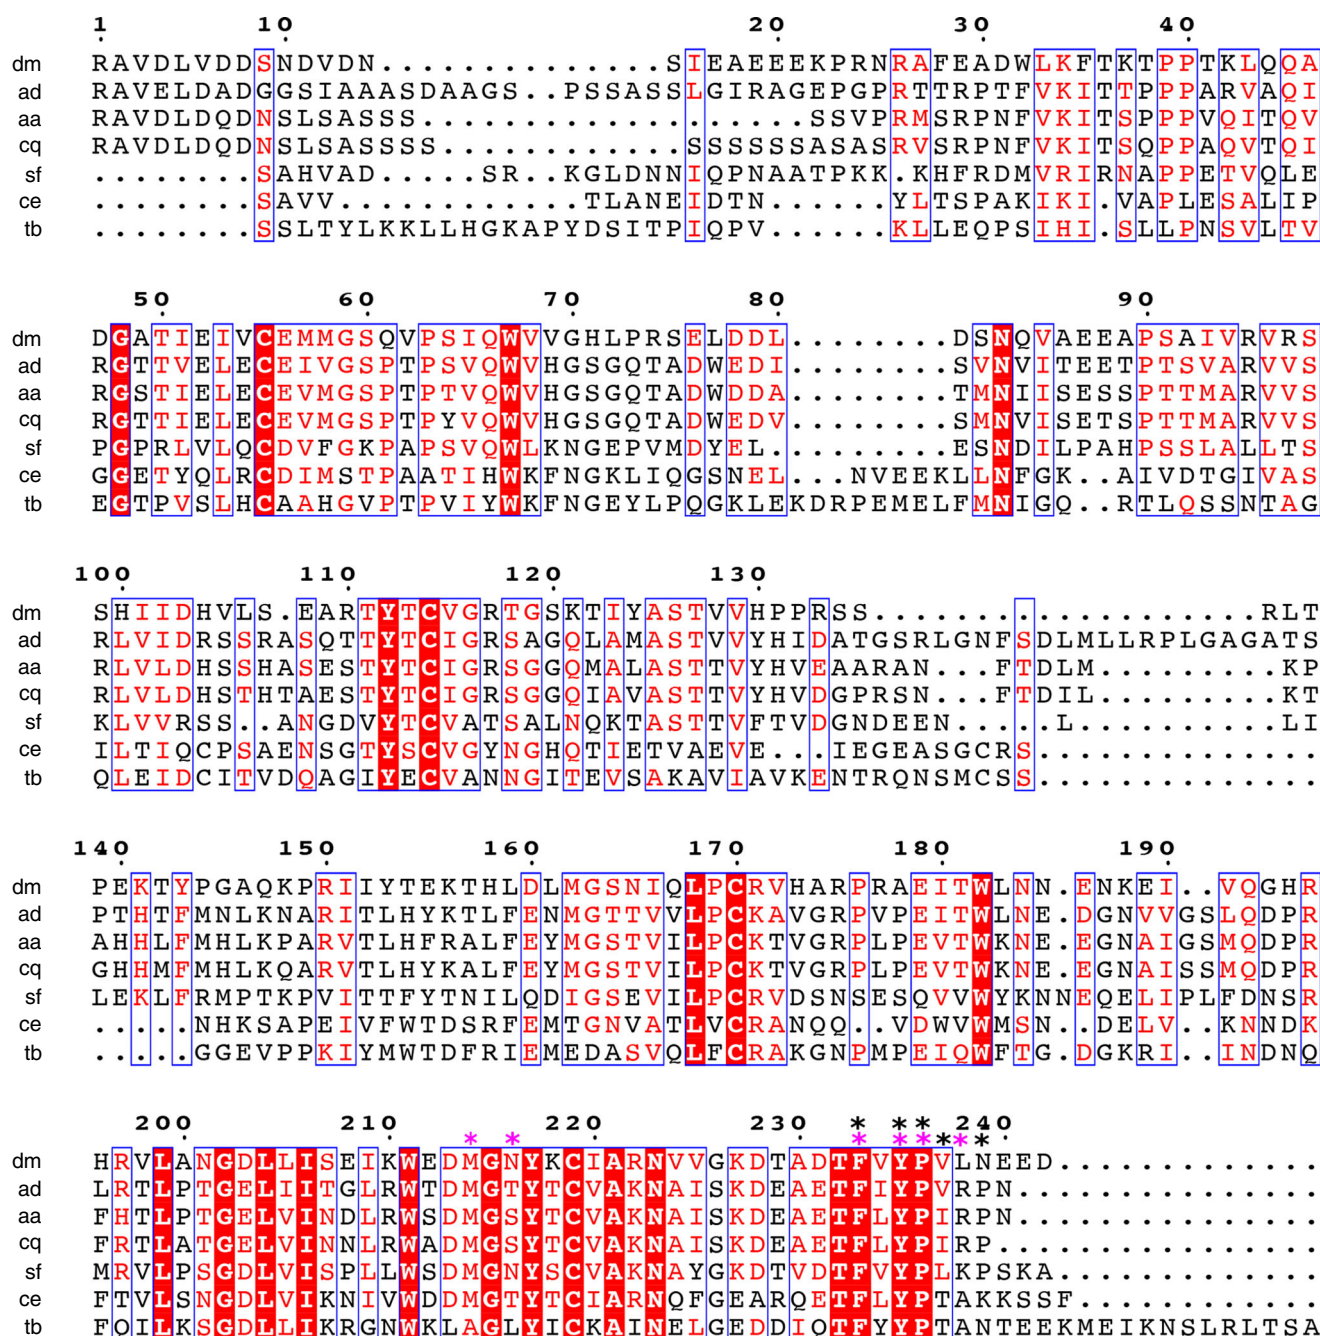 1 10 20 30 40
dm RAVDLVDDSNDVDN..............SIEAEEEKPRNRAFEADWLKFTKTPPTKLQQA
ad RAVELDADGGSIAAASDAAGS..PSSASSLGIRAGEPGPRTTRPTFVKITTPPPARVAQI
aa RAVDLDQDNSLSASSS...................SSVPRMSRPNFVKITSPPPVQITQV
cq RAVDLDQDNSLSASSSS............SSSSSSASASRVSRPNFVKITSQPPAQVTQI
sf ........SAHVAD.....SR..KGLDNNIQPNAATPKK.KHFRDMVRIRNAPPETVQLE
ce ........SAVV............TLANEIDTN......YLTSPAKIKI.VAPLESALIP
tb ........SSLTYLKKLLHGKAPYDSITPIQPV......KLLEQPSIHI.SLLPNSVLTV
50 60 70 80 90
dm DGATIEIVCEMMGSQVPSIQWVVGHLPRSELDDL........DSNQVAEEAPSAIVRVRS
ad RGTTVELECEIVGSPTPSVQWVHGSGQTADWEDI........SVNVITEETPTSVARVVS
aa RGSTIELECEVMGSPTPTVQWVHGSGQTADWDDA........TMNIISESSPTTMARVVS
cq RGTTIELECEVMGSPTPYVQWVHGSGQTADWEDV........SMNVISETSPTTMARVVS
sf PGPRLVLQCDVFGKPAPSVQWLKNGEPVMDYEL.........ESNDILPAHPSSLALLTS
ce GGETYQLRCDIMSTPAATIHWKFNGKLIQGSNEL...NVEEKLLNFGK..AIVDTGIVAS
tb EGTPVSLHCAAHGVPTPVIYWKFNGEYLPQGKLEKDRPEMELFMNIGQ..RTLQSSNTAG
100 110 120 130
dm SHIIDHVLS.EARTYTCVGRTGSKTIYASTVVHPPRSS...................RLT
ad RLVIDRSSRASQTTYTCIGRSAGQLAMASTVVYHIDATGSRLGNFSDLMLLRPLGAGATS
aa RLVLDHSSHASESTYTCIGRSGGQMALASTTVYHVEAARAN...FTDLM.........KP
cq RLVLDHSTHTAESTYTCIGRSGGQIAVASTTVYHVDGPRSN...FTDIL.........KT
sf KLVVRSS..ANGDVYTCVATSALNQKTASTTVFTVDGNDEEN.....L..........LI
ce ILTIQCPSAENSGTYSCVGYNGHQTIETVAEVE...IEGEASGCRS..............
tb QLEIDCITVDQAGIYECVANNGITEVSAKAVIAVKENTRQNSMCSS..............
140 150 160 170 180 190
dm PEKTYPGAQKPRIIYTEKTHLDLMGSNIQLPCRVHARPRAEITWLNN.ENKEI..VQGHR
ad PTHTFMNLKNARITLHYKTLFENMGTTVVLPCKAVGRPVPEITWLNE.DGNVVGSLQDPR
aa AHHLFMHLKPARVTLHFRALFEYMGSTVILPCKTVGRPLPEVTWKNE.EGNAIGSMQDPR
cq GHHMFMHLKQARVTLHYKALFEYMGSTVILPCKTVGRPLPEVTWKNE.EGNAISSMQDPR
sf LEKLFRMPTKPVITTFYTNILQDIGSEVILPCRVDSNSESQVVWYKNNEQELIPLFDNSR
ce .....NHKSAPEIVFWTDSRFEMTGNVATLVCRANQQ..VDWVWMSN..DELV..KNNDK
tb .....GGEVPPKIYMWTDFRIEMEDASVQLFCRAKGNPMPEIQWFTG.DGKRI..INDNQ
200 210 220 230 240
* * * *
* * * * * *
dm HRVLANGDLLISEIKWEDMGNYKCIARNVVGKDTADTFVYPVLNEED.............
ad LRTLPTGELIITGLRWTDMGTYTCVAKNAISKDEAETFIYPVRPN...............
aa FHTLPTGELVINDLRWSDMGSYTCVAKNAISKDEAETFLYPIRPN...............
cq FRTLATGELVINNLRWADMGSYTCVAKNAISKDEAETFLYPIRP................
sf MRVLPSGDLVISPLLWSDMGNYSCVAKNAYGKDTVDTFVYPLKPSKA.............
ce FTVLSNGDLVIKNIVWDDMGTYTCIARNQFGEARQETFLYPTAKKSSF............
tb FQILKSGDLLIKRGNWKLAGLYICKAINELGEDDIQTFYYPTANTEEKMEIKNSLRLTSA